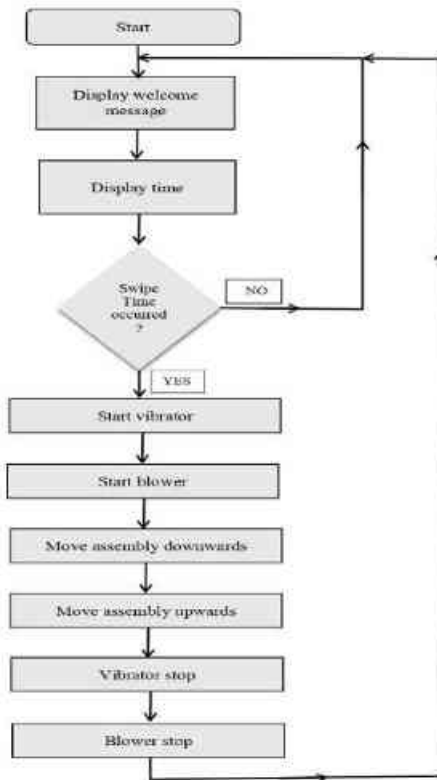 Start
Display welcome
message
Display time
Swipe
Time
occurred
?
NO
YES
Start vibrator
Start blower
Move assembly downwards
Move assembly upwards
Vibrator stop
Blower stop